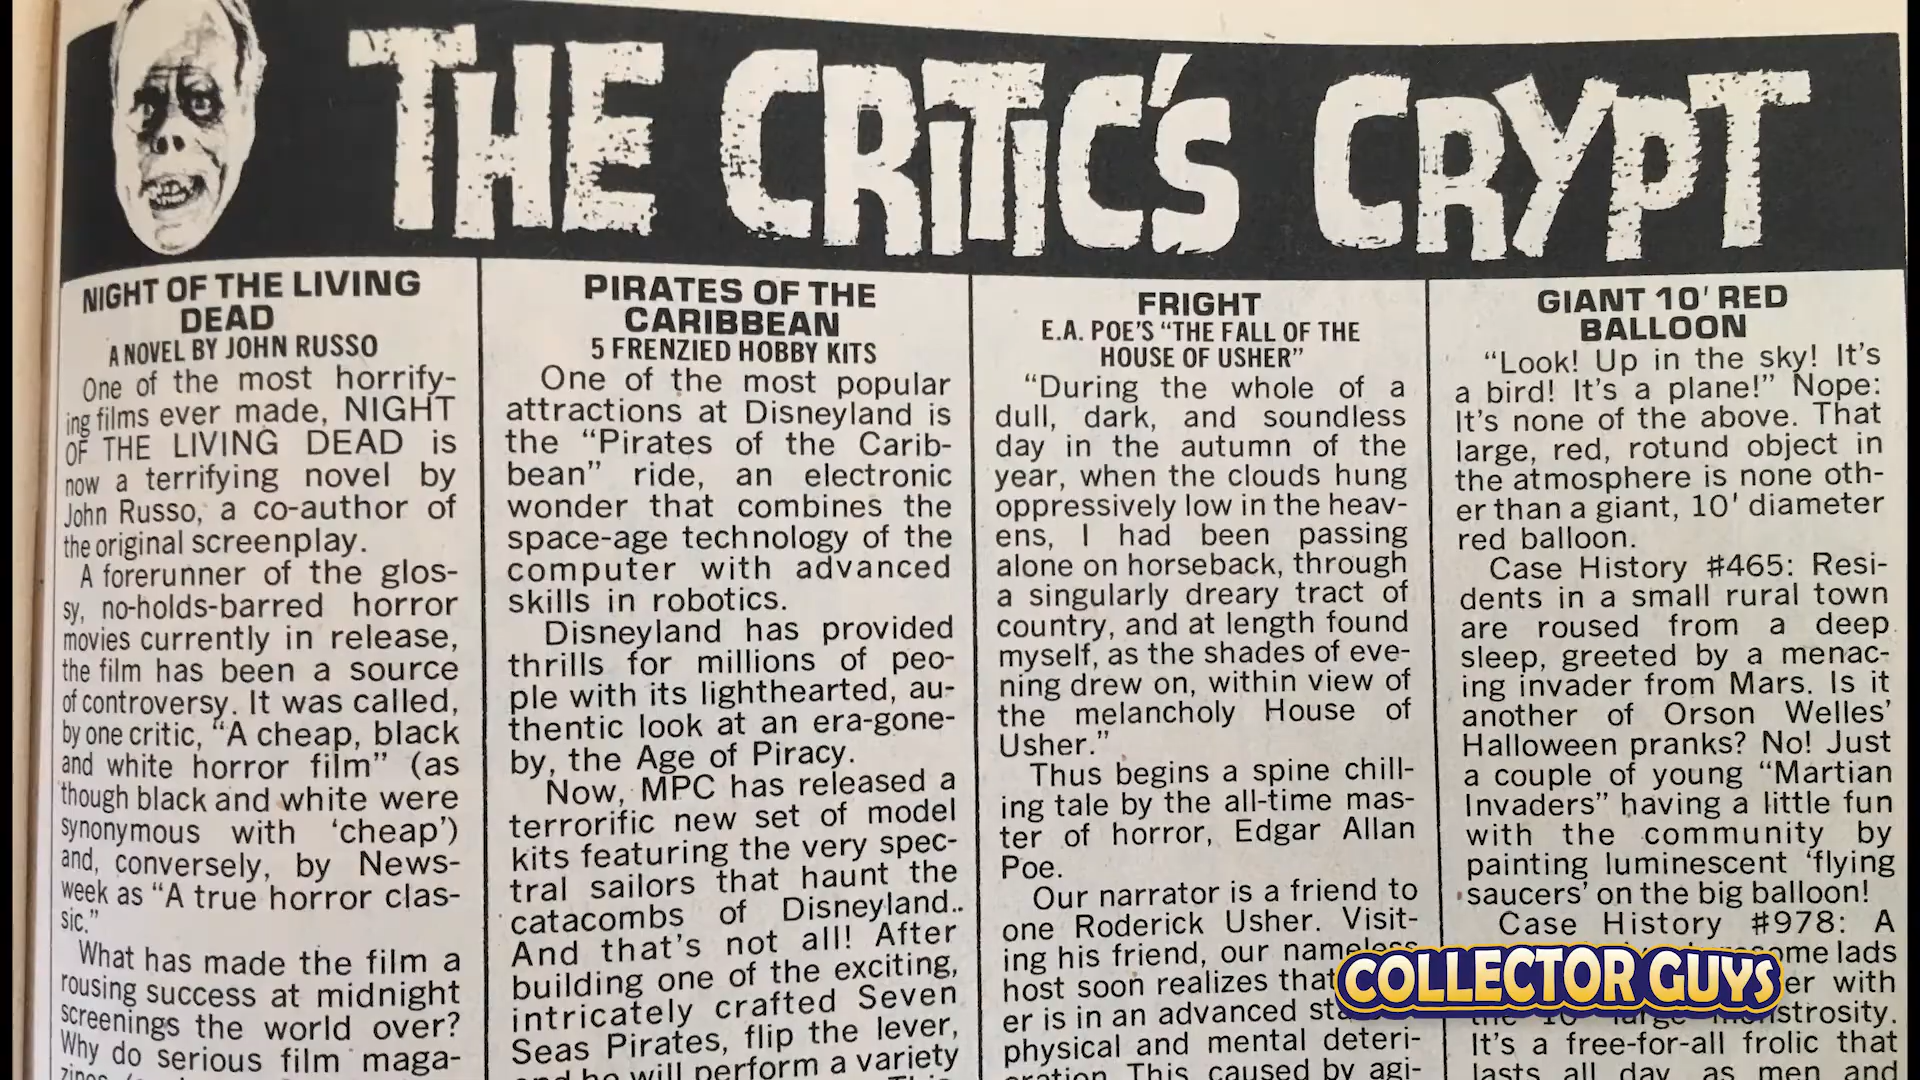 THE CRITIC'S CRYPT
NIGHT OF THE LIVING
DEAD
A NOVEL BY JOHN RUSSO
One of the most horrify-
ing films ever made, NIGHT
OF THE LIVING DEAD is
now a terrifying novel by
John Russo, a co-author of
the original screenplay.
A forerunner of the glos-
sy, no-holds-barred horror
movies currently in release,
the film has been a source
of controversy. It was called,
by one critic, "A cheap, black
and white horror film" (as
though black and white were
synonymous with 'cheap')
and, conversely, by News-
week as "A true horror clas-
sic."
What has made the film a
rousing success at midnight
screenings the world over?
Why do serious film maga-
PIRATES OF THE
CARIBBEAN
5 FRENZIED HOBBY KITS
One of the most popular
attractions at Disneyland is
the "Pirates of the Carib-
bean" ride, an electronic
wonder that combines the
space-age technology of the
computer with advanced
skills in robotics.
Disneyland has provided
thrills for millions of peo-
ple with its lighthearted, au-
thentic look at an era-gone-
by, the Age of Piracy.
Now, MPC has released a
terrorific new set of model
kits featuring the very spec-
tral sailors that haunt the
catacombs of Disneyland..
And that's not all! After
building one of the exciting,
intricately crafted Seven
Seas Pirates, flip the lever,
and he will perform a variety
FRIGHT
E.A. POE'S "THE FALL OF THE
HOUSE OF USHER"
"During the whole of a
dull, dark, and soundless
day in the autumn of the
year, when the clouds hung
oppressively low in the heav-
ens, I had been passing
alone on horseback, through
a singularly dreary tract of
country, and at length found
myself, as the shades of eve-
ning drew on, within view of
the melancholy House of
Usher."
Thus begins a spine chill-
ing tale by the all-time mas-
ter of horror, Edgar Allan
Poe.
Our narrator is a friend to
one Roderick Usher. Visit-
ing his friend, our nameless
host soon realizes that
er is in an advanced
physical and mental deteri-
oration. This caused by agi-
GIANT 10' RED
BALLOON
"Look! Up in the sky! It's
a bird! It's a plane!" Nope:
It's none of the above. That
large, red, rotund object in
the atmosphere is none oth-
er than a giant, 10' diameter
red balloon.
Case History #465: Resi-
dents in a small rural town
are roused from a deep
sleep, greeted by a menac-
ing invader from Mars. Is it
another of Orson Welles'
Halloween pranks? No! Just
a couple of young "Martian
Invaders" having a little fun
with the community by
painting luminescent 'flying
saucers' on the big balloon!
Case History #978: A
lads
with
the 10' large
It's a free-for-all frolic that
lasts all day, as men and
COLLECTOR GUYS